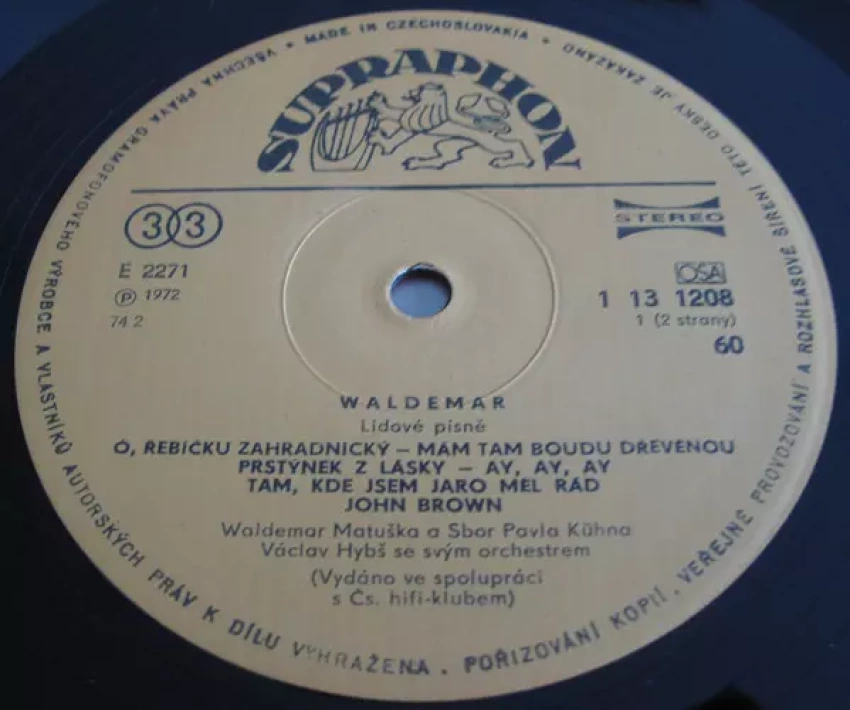 VŠECHNA PRÁVA GRAMOFONOVÉHO VÝROBCE A VLASTNÍKŮ AUTORSKÝCH PRÁV K DÍLU VYHRAŽENA . POŘIZOVÁNÍ KOPIÍ . VEŘEJNÉ PROVOZOVÁNÍ A ROZHLASOVÉ ŠÍŘENÍ TÉTO DESKY JE ZAKÁZÁNO
• MADE IN CZECHOSLOVAKIA •
SUPRAPHON
33
STEREO
E 2271
OSA
℗ 1972
1 13 1208
74 2
1 (2 strany)
60
WALDEMAR
Lidové písně
Ó, ŘEBÍČKU ZAHRADNICKÝ – MÁM TAM BOUDU DŘEVĚNOU
PRSTÝNEK Z LÁSKY – AY, AY, AY
TAM, KDE JSEM JARO MĚL RÁD
JOHN BROWN
Waldemar Matuška a Sbor Pavla Kühna
Václav Hybš se svým orchestrem
(Vydáno ve spolupráci
s Čs. hifi-klubem)